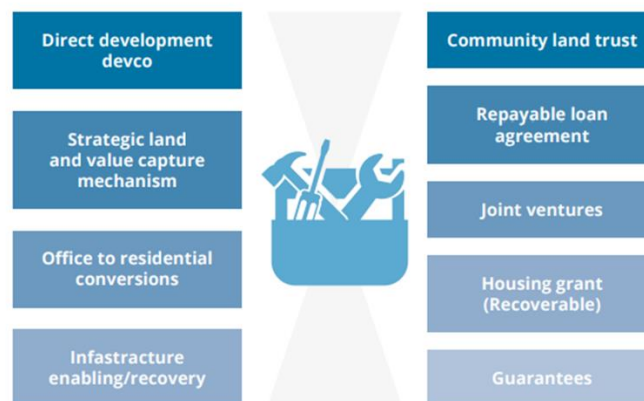 Direct development
devco
Strategic land
and value capture
mechanism
Office to residential
conversions
Infastracture
enabling/recovery
Community land trust
Repayable loan
agreement
Joint ventures
Housing grant
(Recoverable)
Guarantees